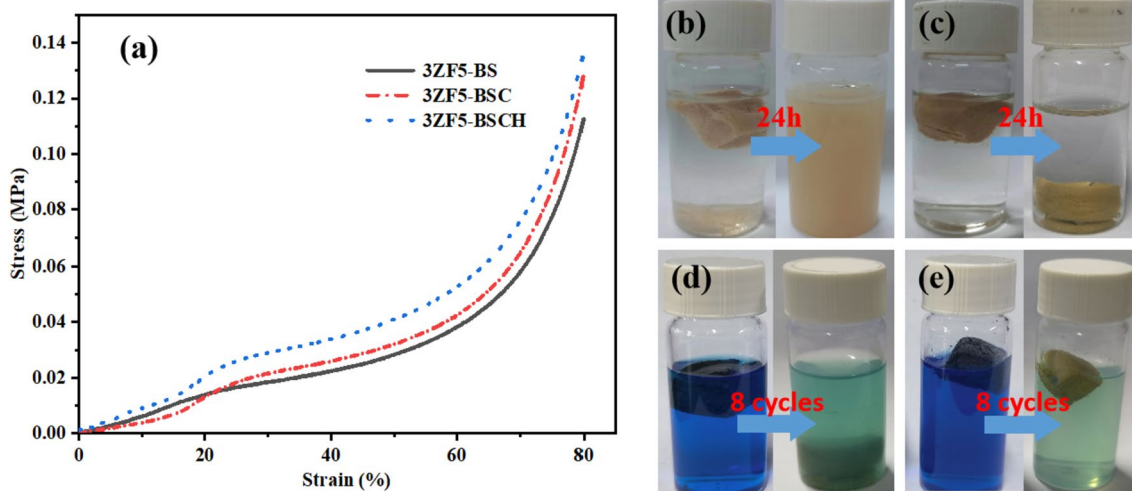 (a)
3ZF5-BS
3ZF5-BSC
3ZF5-BSCH
0.14
0.12
0.10
0.08
0.06
0.04
0.02
0.00
Stress (MPa)
0
20
40
60
80
Strain (%)
(b)
24h
(c)
24h
(d)
8 cycles
(e)
8 cycles